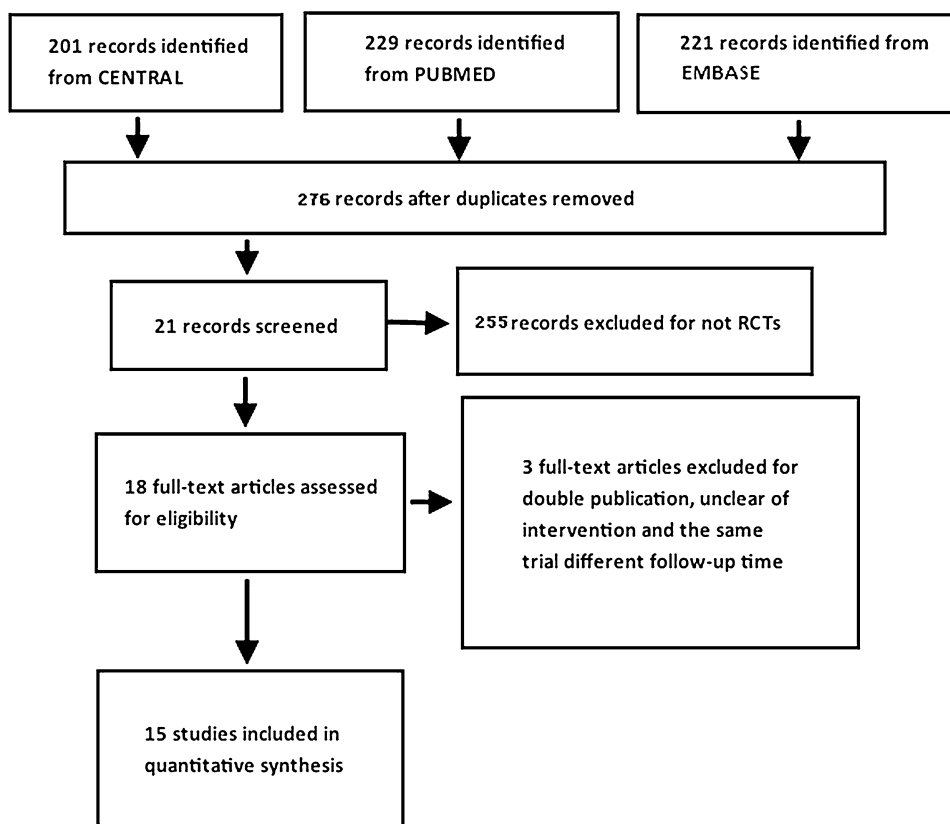 201 records identified
from CENTRAL
229 records identified
from PUBMED
221 records identified from
EMBASE
276 records after duplicates removed
21 records screened
255 records excluded for not RCTs
18 full-text articles assessed
for eligibility
3 full-text articles excluded for
double publication, unclear of
intervention and the same
trial different follow-up time
15 studies included in
quantitative synthesis